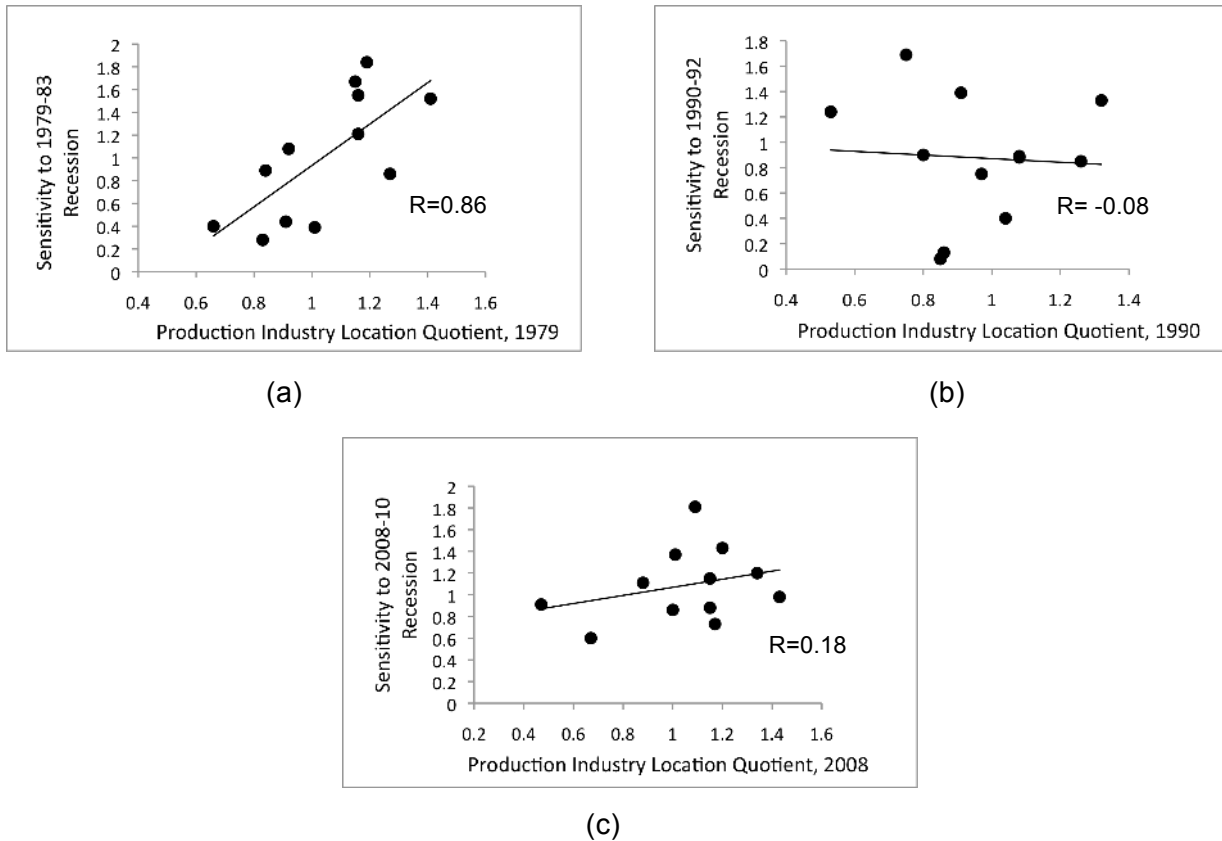 2
1.8
1.6
1.4
1.2
1
0.8
0.6
0.4
0.2
0
Sensitivity to 1979-83
Recession
R=0.86
0.4 0.6 0.8 1 1.2 1.4 1.6
Production Industry Location Quotient, 1979
(a)
1.8
1.6
1.4
1.2
1
0.8
0.6
0.4
0.2
0
Sensitivity to 1990-92
Recession
R= -0.08
0.4 0.6 0.8 1 1.2 1.4
Production Industry Location Quotient, 1990
(b)
2
1.8
1.6
1.4
1.2
1
0.8
0.6
0.4
0.2
0
Sensitivity to 2008-10
Recession
R=0.18
0.2 0.4 0.6 0.8 1 1.2 1.4 1.6
Production Industry Location Quotient, 2008
(c)